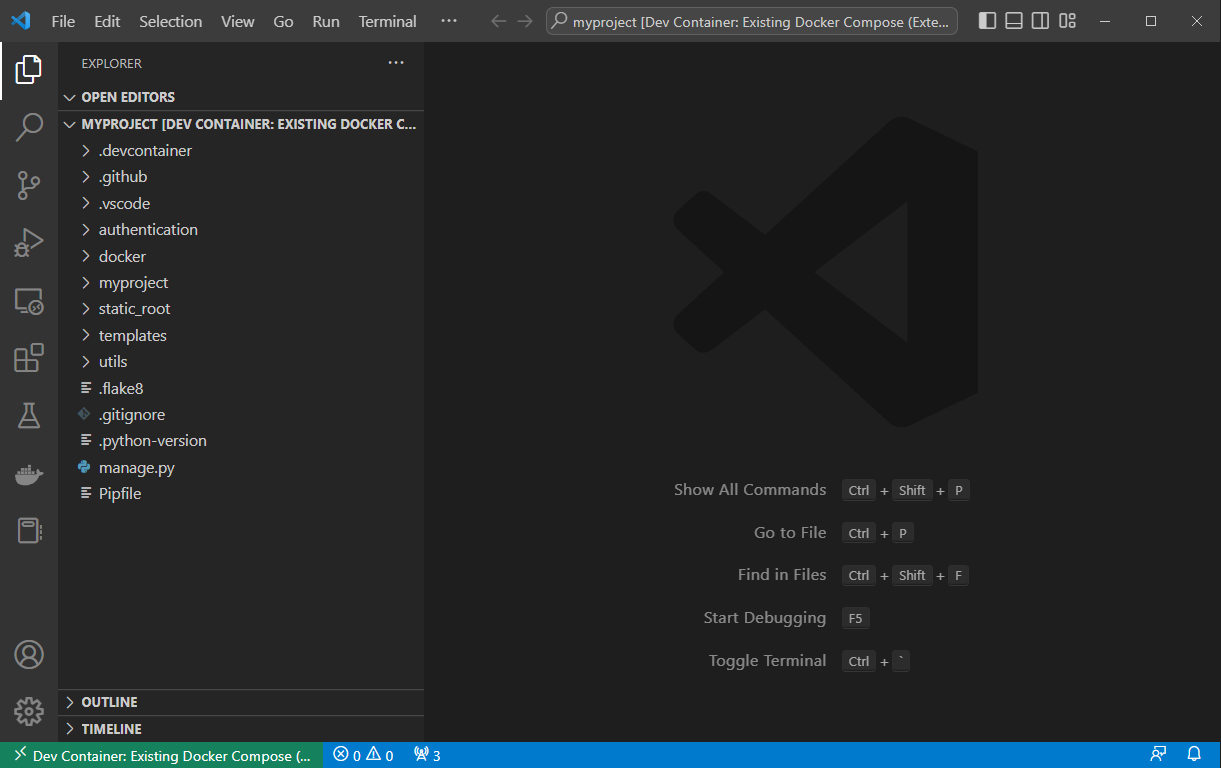 File Edit Selection View Go Run Terminal ··· myproject [Dev Container: Existing Docker Compose (Exte...
EXPLORER ···
OPEN EDITORS
MYPROJECT [DEV CONTAINER: EXISTING DOCKER C...
.devcontainer
.github
.vscode
authentication
docker
myproject
static_root
templates
utils
.flake8
.gitignore
.python-version
manage.py
Pipfile
OUTLINE
TIMELINE
Show All Commands Ctrl + Shift + P
Go to File Ctrl + P
Find in Files Ctrl + Shift + F
Start Debugging F5
Toggle Terminal Ctrl + `
Dev Container: Existing Docker Compose (... 0 0 3